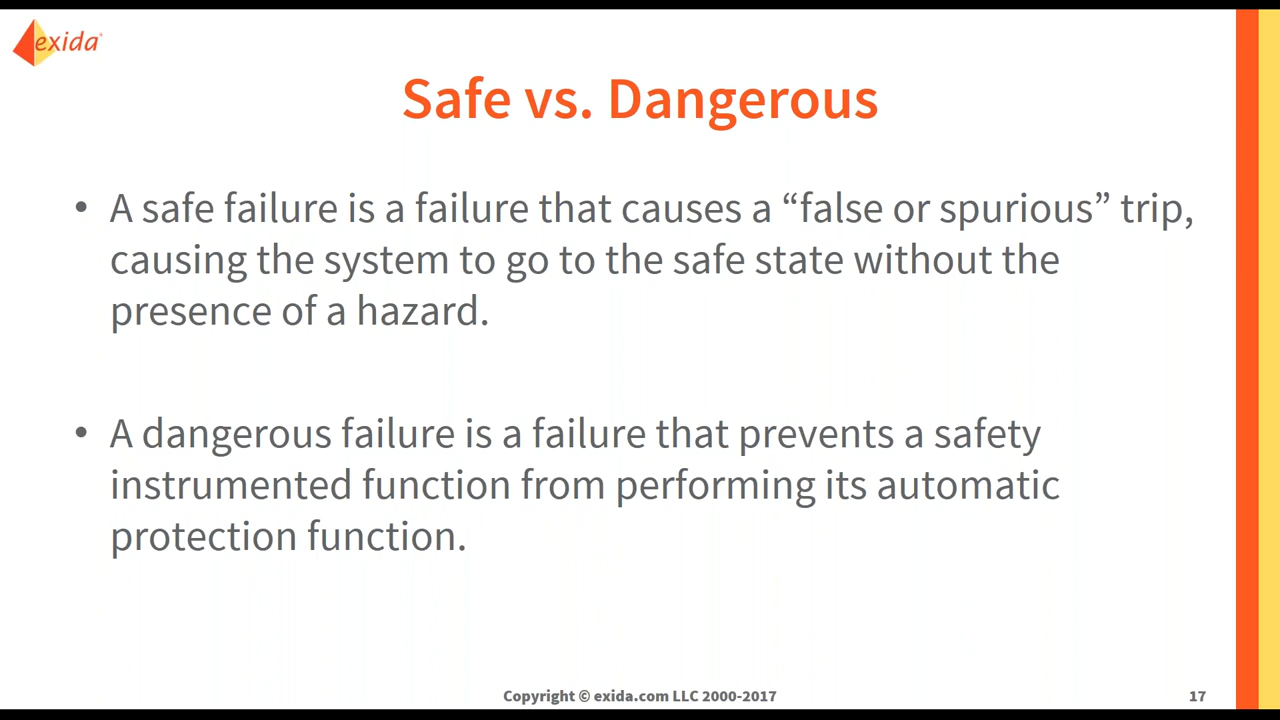 exida
Safe vs. Dangerous
• A safe failure is a failure that causes a “false or spurious” trip,
causing the system to go to the safe state without the
presence of a hazard.
• A dangerous failure is a failure that prevents a safety
instrumented function from performing its automatic
protection function.
Copyright © exida.com LLC 2000-2017
17